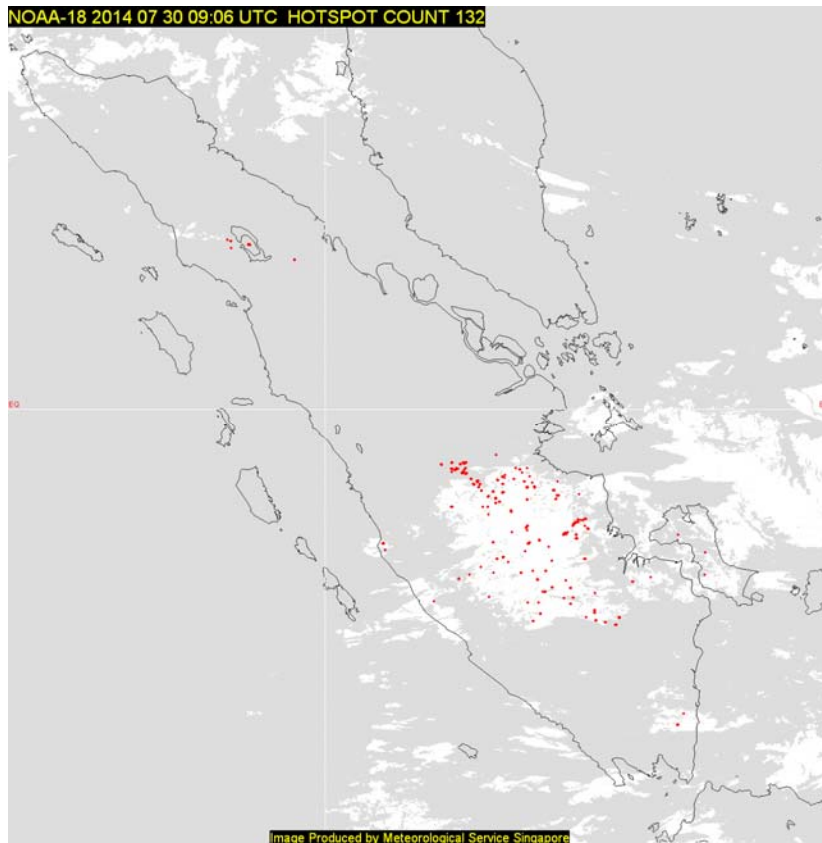 NOAA-18 2014 07 30 09:06 UTC HOTSPOT COUNT 132
EQ
Image Produced by Meteorological Service Singapore